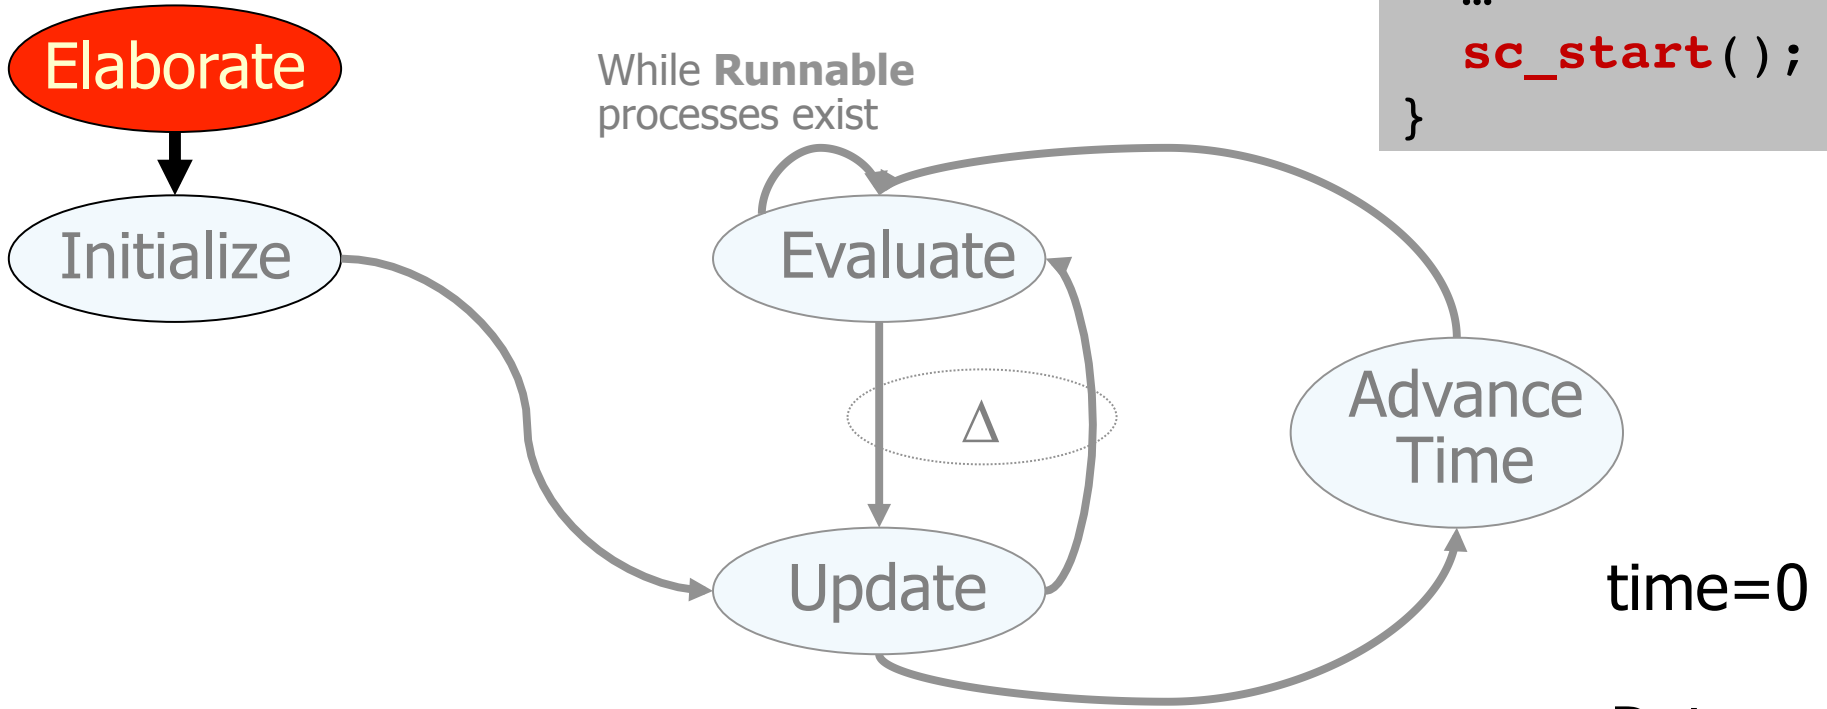 Elaborate
While Runnable
processes exist
…
sc_start();
}
Initialize
Evaluate
Advance
Time
Δ
Update
time=0